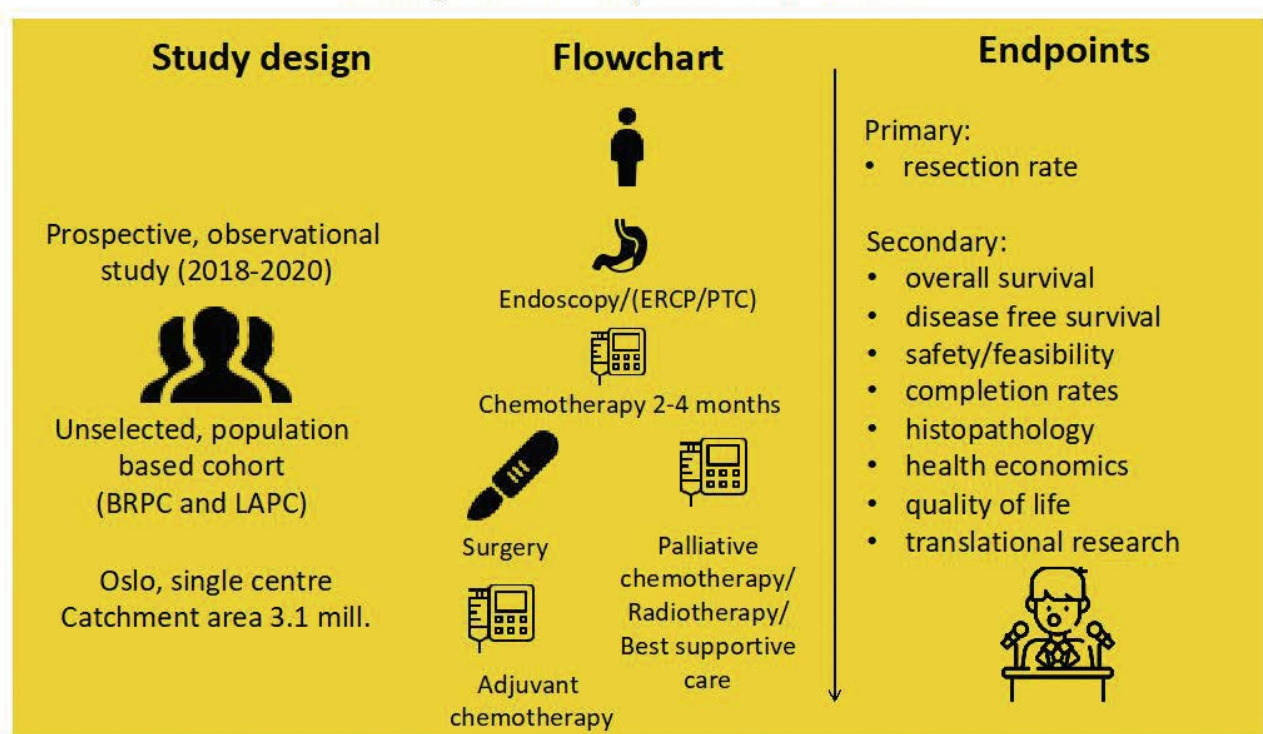 Study design
Prospective, observational
study (2018-2020)
Unselected, population
based cohort
(BRPC and LAPC)
Oslo, single centre
Catchment area 3.1 mill.
Flowchart
Endoscopy/(ERCP/PTC)
Chemotherapy 2-4 months
Surgery
Adjuvant
chemotherapy
Palliative
chemotherapy/
Radiotherapy/
Best supportive
care
Endpoints
Primary:
• resection rate
Secondary:
• overall survival
• disease free survival
• safety/feasibility
• completion rates
• histopathology
• health economics
• quality of life
• translational research